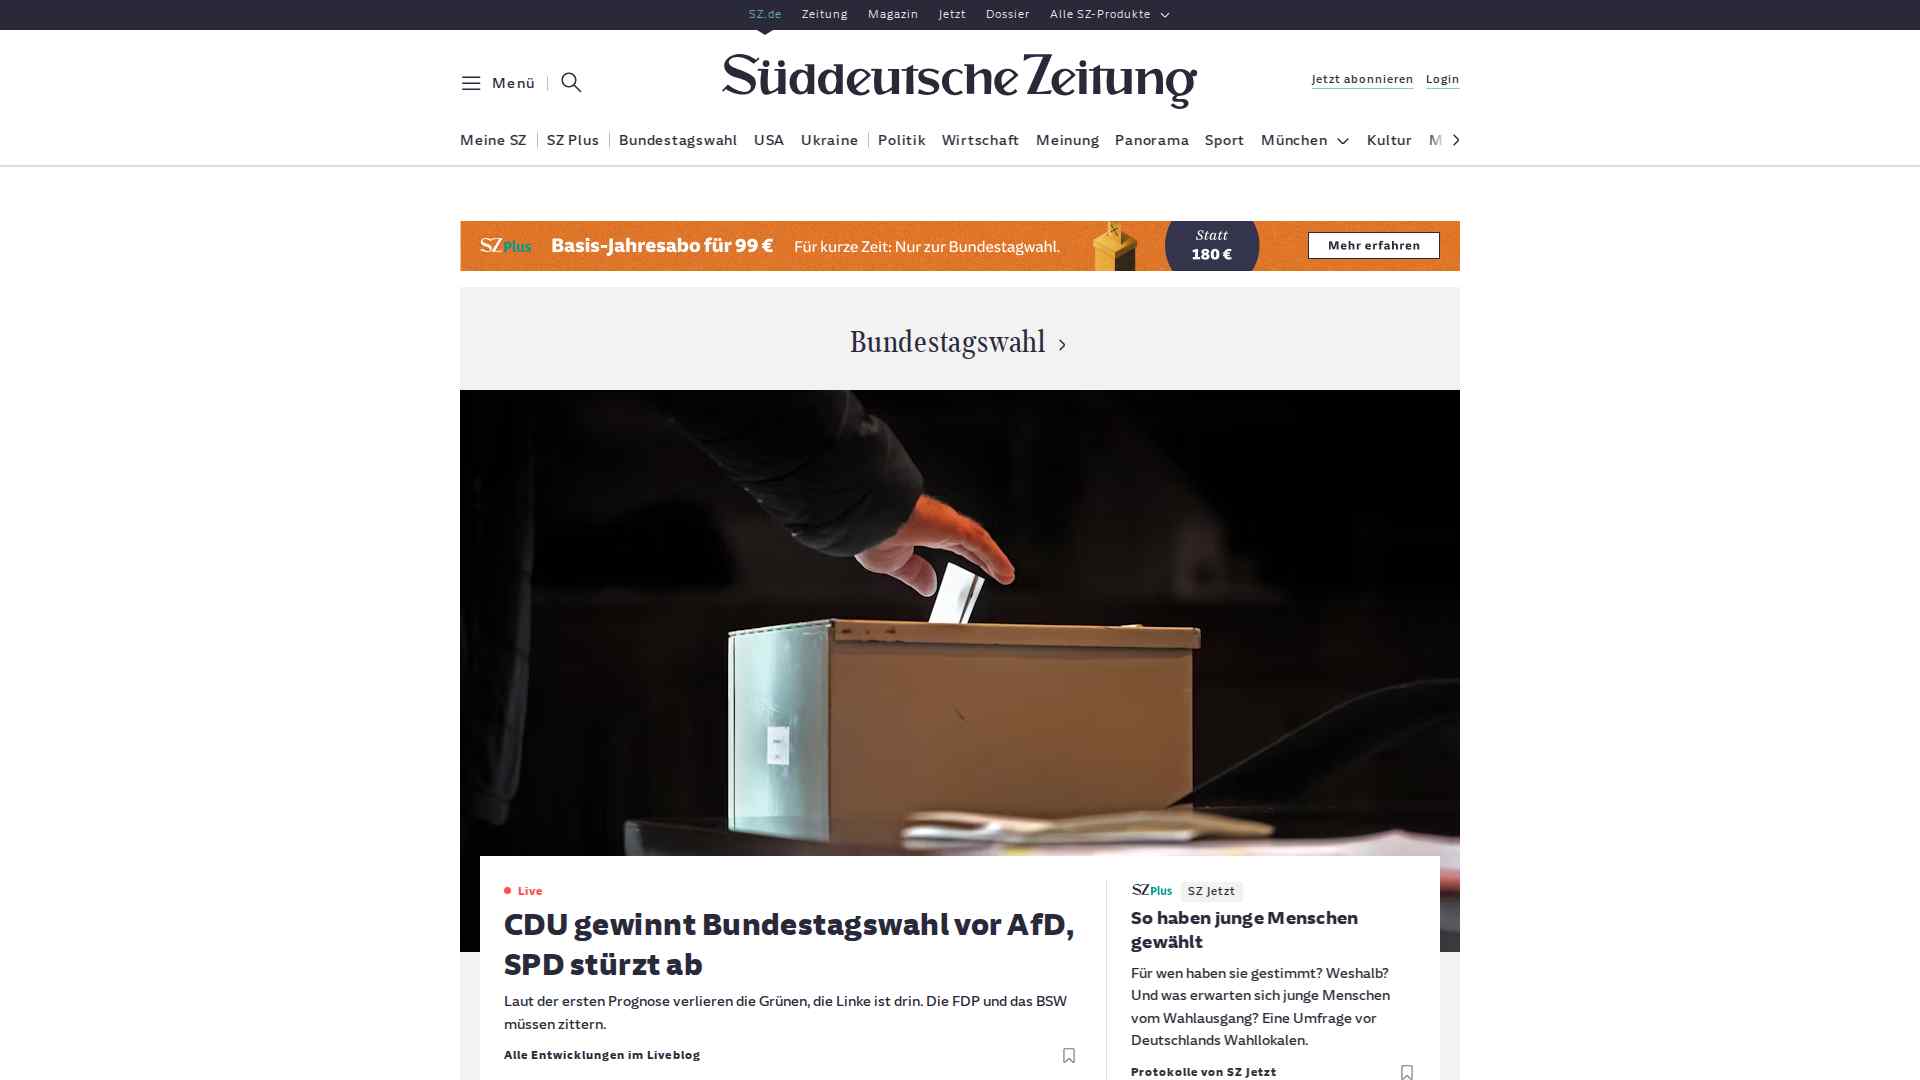 SZ.de Zeitung Magazin Jetzt Dossier Alle SZ-Produkte
Menü
Süddeutsche Zeitung
Jetzt abonnieren Login
Meine SZ SZ Plus Bundestagswahl USA Ukraine Politik Wirtschaft Meinung Panorama Sport München Kultur M
SZ Plus Basis-Jahresabo für 99 € Für kurze Zeit: Nur zur Bundestagwahl.
Statt
180 €
Mehr erfahren
Bundestagswahl
Live
CDU gewinnt Bundestagswahl vor AfD,
SPD stürzt ab
Laut der ersten Prognose verlieren die Grünen, die Linke ist drin. Die FDP und das BSW
müssen zittern.
Alle Entwicklungen im Liveblog
SZ Plus SZ Jetzt
So haben junge Menschen
gewählt
Für wen haben sie gestimmt? Weshalb?
Und was erwarten sich junge Menschen
vom Wahlausgang? Eine Umfrage vor
Deutschlands Wahllokalen.
Protokolle von SZ Jetzt